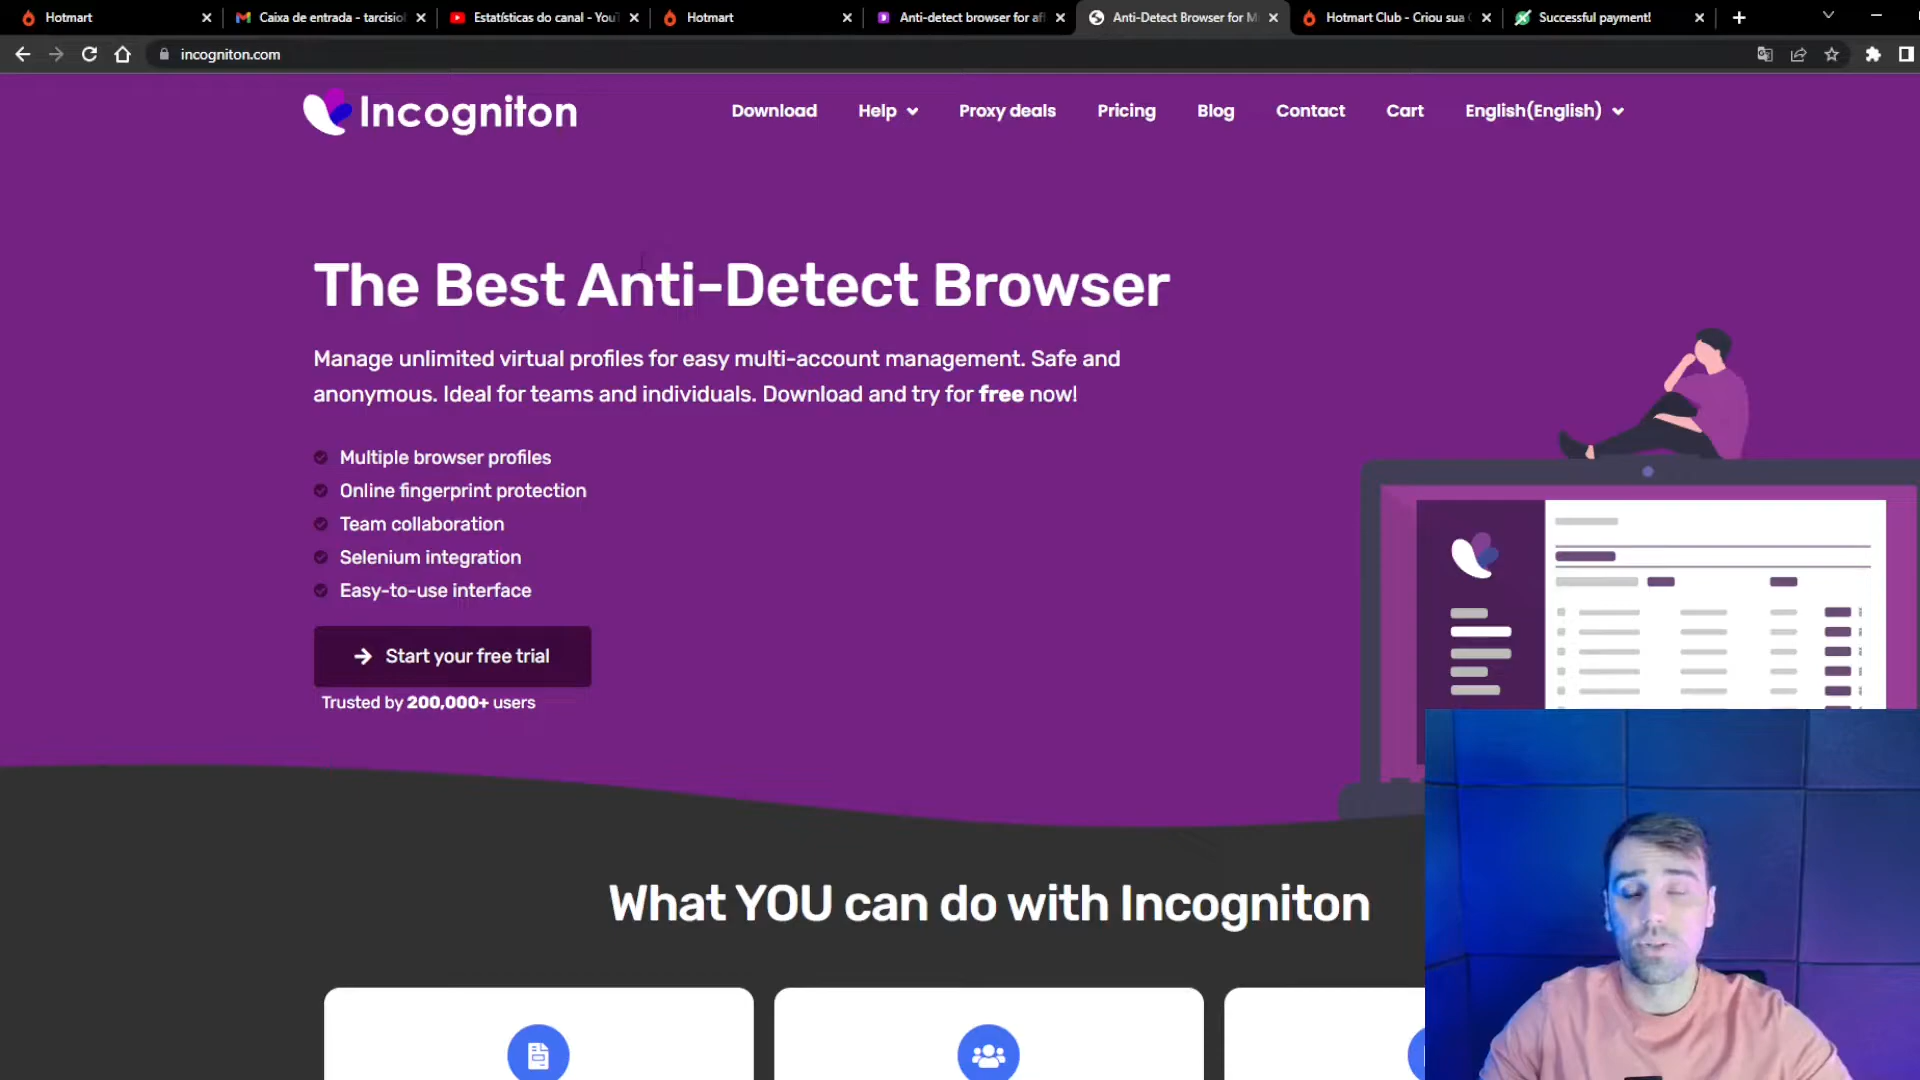 Hotmart
Caixa de entrada - tarcisio
Estatísticas do canal - YouT
Hotmart
Anti-detect browser for af
Anti-Detect Browser for M
Hotmart Club - Criou sua
Successful payment!
incogniton.com
Incogniton
Download
Help
Proxy deals
Pricing
Blog
Contact
Cart
English(English)
The Best Anti-Detect Browser
Manage unlimited virtual profiles for easy multi-account management. Safe and
anonymous. Ideal for teams and individuals. Download and try for free now!
Multiple browser profiles
Online fingerprint protection
Team collaboration
Selenium integration
Easy-to-use interface
Start your free trial
Trusted by 200,000+ users
What YOU can do with Incogniton